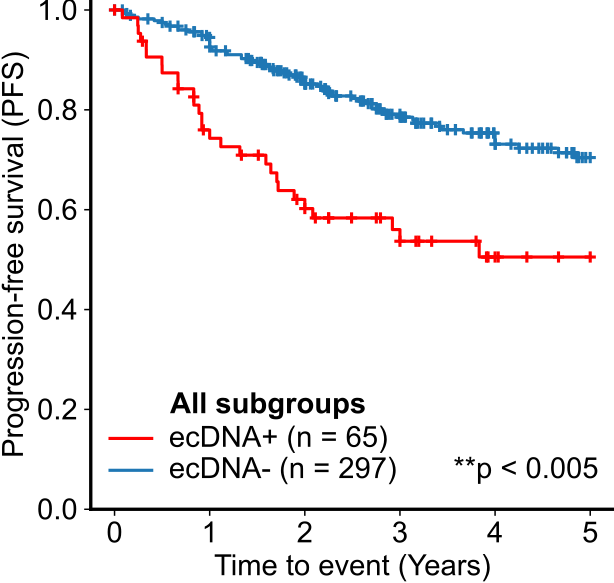 Progression-free survival (PFS)
1.0
0.8
0.6
0.4
0.2
0.0
All subgroups
ecDNA+ (n = 65)
ecDNA- (n = 297)
**p < 0.005
0 1 2 3 4 5
Time to event (Years)